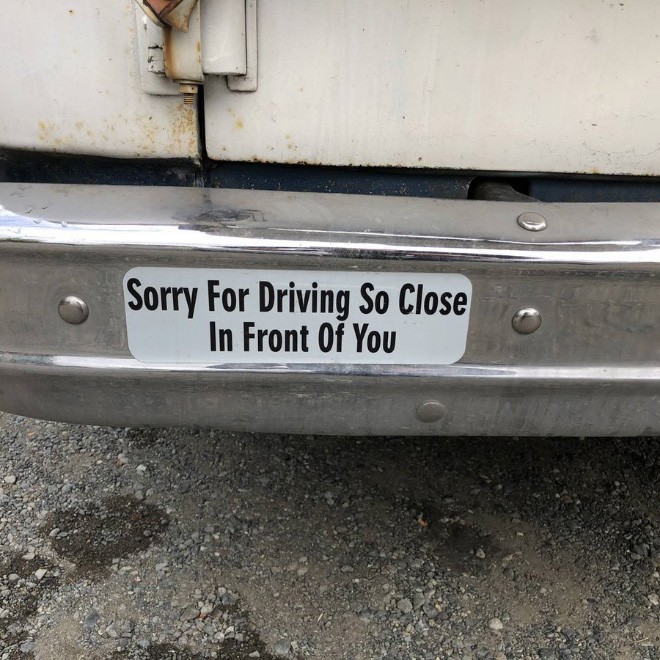 Sorry For Driving So Close
In Front Of You